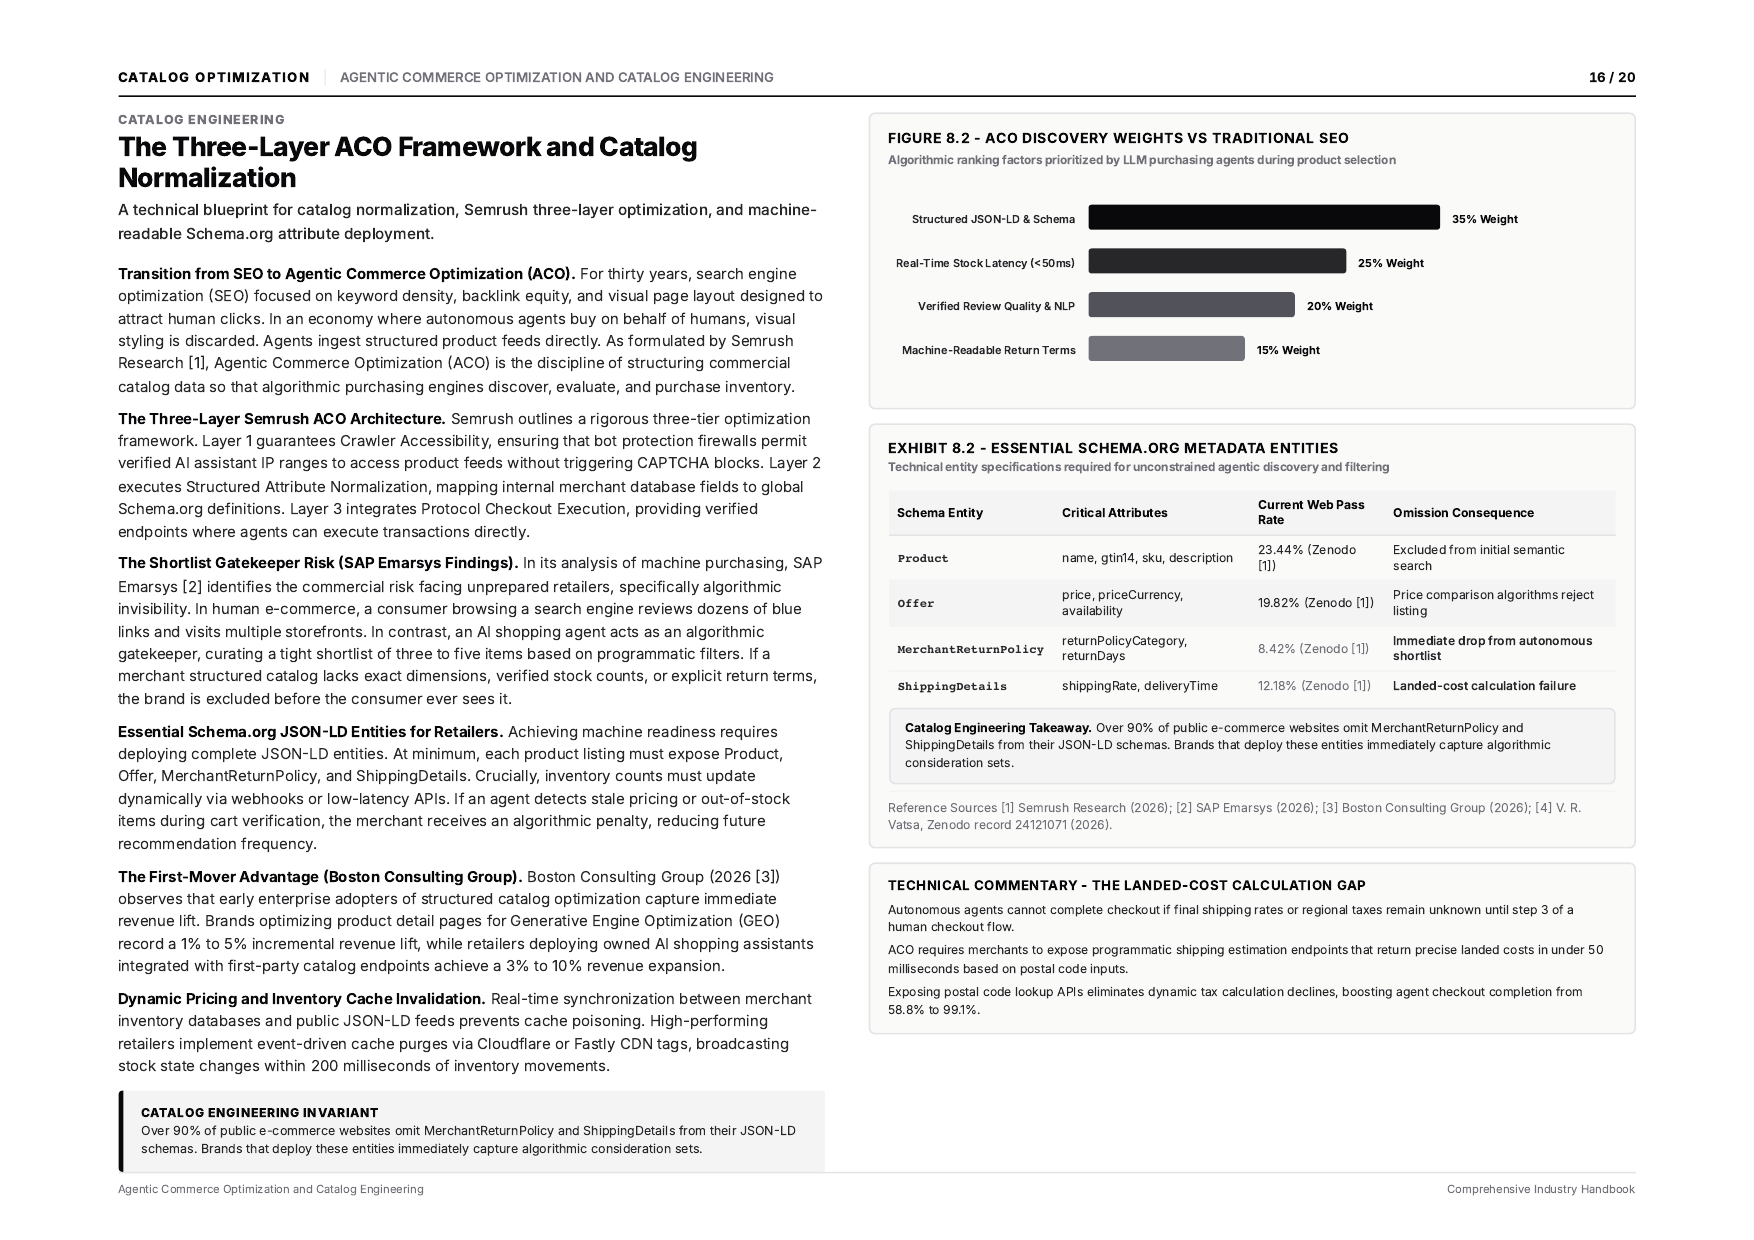 CATALOG OPTIMIZATION
AGENTIC COMMERCE OPTIMIZATION AND CATALOG ENGINEERING
16 / 20
CATALOG ENGINEERING
The Three-Layer ACO Framework and Catalog
Normalization
A technical blueprint for catalog normalization, Semrush three-layer optimization, and machine-
readable Schema.org attribute deployment.
Transition from SEO to Agentic Commerce Optimization (ACO). For thirty years, search engine
optimization (SEO) focused on keyword density, backlink equity, and visual page layout designed to
attract human clicks. In an economy where autonomous agents buy on behalf of humans, visual
styling is discarded. Agents ingest structured product feeds directly. As formulated by Semrush
Research [1], Agentic Commerce Optimization (ACO) is the discipline of structuring commercial
catalog data so that algorithmic purchasing engines discover, evaluate, and purchase inventory.
The Three-Layer Semrush ACO Architecture. Semrush outlines a rigorous three-tier optimization
framework. Layer 1 guarantees Crawler Accessibility, ensuring that bot protection firewalls permit
verified AI assistant IP ranges to access product feeds without triggering CAPTCHA blocks. Layer 2
executes Structured Attribute Normalization, mapping internal merchant database fields to global
Schema.org definitions. Layer 3 integrates Protocol Checkout Execution, providing verified
endpoints where agents can execute transactions directly.
The Shortlist Gatekeeper Risk (SAP Emarsys Findings). In its analysis of machine purchasing, SAP
Emarsys [2] identifies the commercial risk facing unprepared retailers, specifically algorithmic
invisibility. In human e-commerce, a consumer browsing a search engine reviews dozens of blue
links and visits multiple storefronts. In contrast, an AI shopping agent acts as an algorithmic
gatekeeper, curating a tight shortlist of three to five items based on programmatic filters. If a
merchant structured catalog lacks exact dimensions, verified stock counts, or explicit return terms,
the brand is excluded before the consumer ever sees it.
Essential Schema.org JSON-LD Entities for Retailers. Achieving machine readiness requires
deploying complete JSON-LD entities. At minimum, each product listing must expose Product,
Offer, MerchantReturnPolicy, and ShippingDetails. Crucially, inventory counts must update
dynamically via webhooks or low-latency APIs. If an agent detects stale pricing or out-of-stock
items during cart verification, the merchant receives an algorithmic penalty, reducing future
recommendation frequency.
The First-Mover Advantage (Boston Consulting Group). Boston Consulting Group (2026 [3])
observes that early enterprise adopters of structured catalog optimization capture immediate
revenue lift. Brands optimizing product detail pages for Generative Engine Optimization (GEO)
record a 1% to 5% incremental revenue lift, while retailers deploying owned AI shopping assistants
integrated with first-party catalog endpoints achieve a 3% to 10% revenue expansion.
Dynamic Pricing and Inventory Cache Invalidation. Real-time synchronization between merchant
inventory databases and public JSON-LD feeds prevents cache poisoning. High-performing
retailers implement event-driven cache purges via Cloudflare or Fastly CDN tags, broadcasting
stock state changes within 200 milliseconds of inventory movements.
CATALOG ENGINEERING INVARIANT
Over 90% of public e-commerce websites omit MerchantReturnPolicy and ShippingDetails from their JSON-LD
schemas. Brands that deploy these entities immediately capture algorithmic consideration sets.
FIGURE 8.2 - ACO DISCOVERY WEIGHTS VS TRADITIONAL SEO
Algorithmic ranking factors prioritized by LLM purchasing agents during product selection
Structured JSON-LD & Schema 35% Weight
Real-Time Stock Latency (<50ms) 25% Weight
Verified Review Quality & NLP 20% Weight
Machine-Readable Return Terms 15% Weight
EXHIBIT 8.2 - ESSENTIAL SCHEMA.ORG METADATA ENTITIES
Technical entity specifications required for unconstrained agentic discovery and filtering
Schema Entity
Critical Attributes
Current Web Pass
Rate
Omission Consequence
Product
name, gtin14, sku, description
23.44% (Zenodo
[1])
Excluded from initial semantic
search
Offer
price, priceCurrency,
availability
19.82% (Zenodo [1])
Price comparison algorithms reject
listing
MerchantReturnPolicy
returnPolicyCategory,
returnDays
8.42% (Zenodo [1])
Immediate drop from autonomous
shortlist
ShippingDetails
shippingRate, deliveryTime
12.18% (Zenodo [1])
Landed-cost calculation failure
Catalog Engineering Takeaway. Over 90% of public e-commerce websites omit MerchantReturnPolicy and
ShippingDetails from their JSON-LD schemas. Brands that deploy these entities immediately capture algorithmic
consideration sets.
Reference Sources [1] Semrush Research (2026); [2] SAP Emarsys (2026); [3] Boston Consulting Group (2026); [4] V. R.
Vatsa, Zenodo record 24121071 (2026).
TECHNICAL COMMENTARY - THE LANDED-COST CALCULATION GAP
Autonomous agents cannot complete checkout if final shipping rates or regional taxes remain unknown until step 3 of a
human checkout flow.
ACO requires merchants to expose programmatic shipping estimation endpoints that return precise landed costs in under 50
milliseconds based on postal code inputs.
Exposing postal code lookup APIs eliminates dynamic tax calculation declines, boosting agent checkout completion from
58.8% to 99.1%.
Agentic Commerce Optimization and Catalog Engineering
Comprehensive Industry Handbook